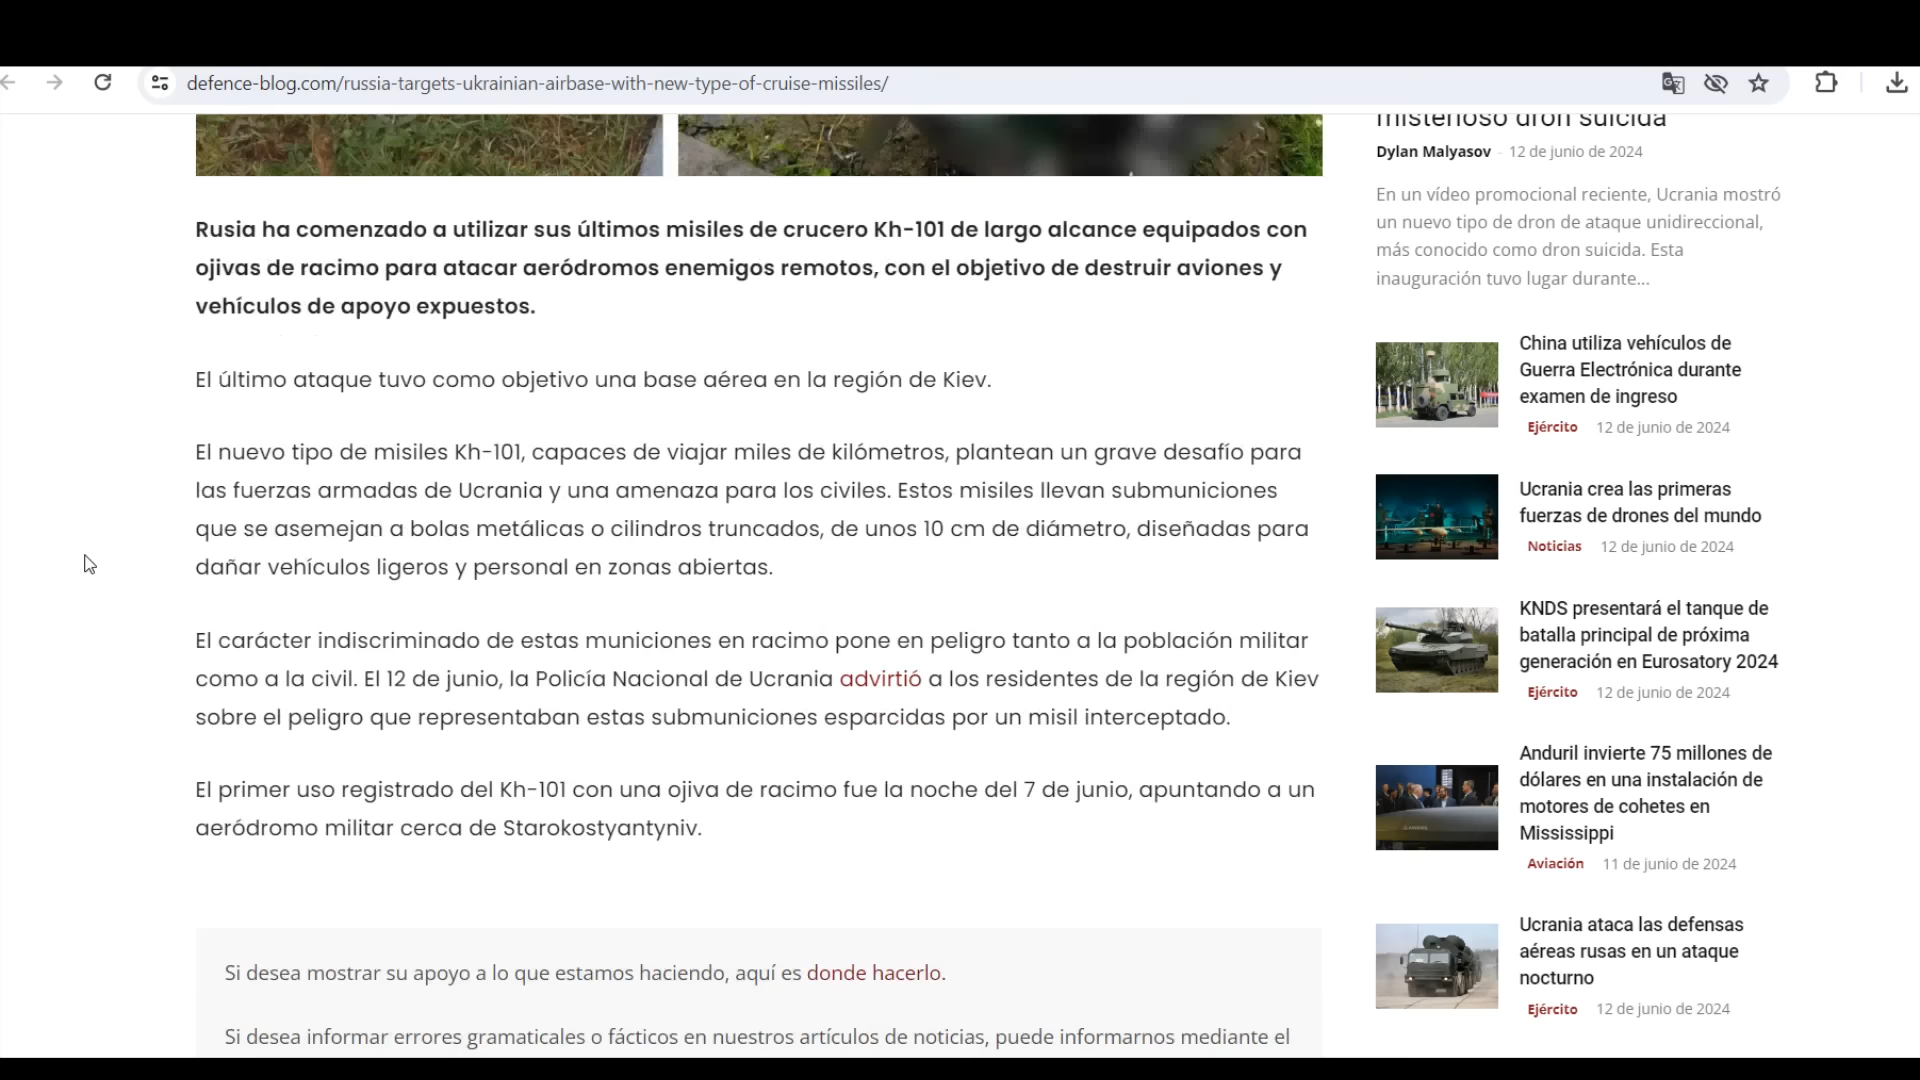 defence-blog.com/russia-targets-ukrainian-airbase-with-new-type-of-cruise-missiles/
Rusia ha comenzado a utilizar sus últimos misiles de crucero Kh-101 de largo alcance equipados con
ojivas de racimo para atacar aeródromos enemigos remotos, con el objetivo de destruir aviones y
vehículos de apoyo expuestos.
El último ataque tuvo como objetivo una base aérea en la región de Kiev.
El nuevo tipo de misiles Kh-101, capaces de viajar miles de kilómetros, plantean un grave desafío para
las fuerzas armadas de Ucrania y una amenaza para los civiles. Estos misiles llevan submuniciones
que se asemejan a bolas metálicas o cilindros truncados, de unos 10 cm de diámetro, diseñadas para
dañar vehículos ligeros y personal en zonas abiertas.
El carácter indiscriminado de estas municiones en racimo pone en peligro tanto a la población militar
como a la civil. El 12 de junio, la Policía Nacional de Ucrania advirtió a los residentes de la región de Kiev
sobre el peligro que representaban estas submuniciones esparcidas por un misil interceptado.
El primer uso registrado del Kh-101 con una ojiva de racimo fue la noche del 7 de junio, apuntando a un
aeródromo militar cerca de Starokostyantyniv.
Si desea mostrar su apoyo a lo que estamos haciendo, aquí es donde hacerlo.
Si desea informar errores gramaticales o fácticos en nuestros artículos de noticias, puede informarnos mediante el
misterioso dron suicida
Dylan Malyasov - 12 de junio de 2024
En un vídeo promocional reciente, Ucrania mostró
un nuevo tipo de dron de ataque unidireccional,
más conocido como dron suicida. Esta
inauguración tuvo lugar durante...
China utiliza vehículos de
Guerra Electrónica durante
examen de ingreso
Ejército 12 de junio de 2024
Ucrania crea las primeras
fuerzas de drones del mundo
Noticias 12 de junio de 2024
KNDS presentará el tanque de
batalla principal de próxima
generación en Eurosatory 2024
Ejército 12 de junio de 2024
Anduril invierte 75 millones de
dólares en una instalación de
motores de cohetes en
Mississippi
Aviación 11 de junio de 2024
Ucrania ataca las defensas
aéreas rusas en un ataque
nocturno
Ejército 12 de junio de 2024